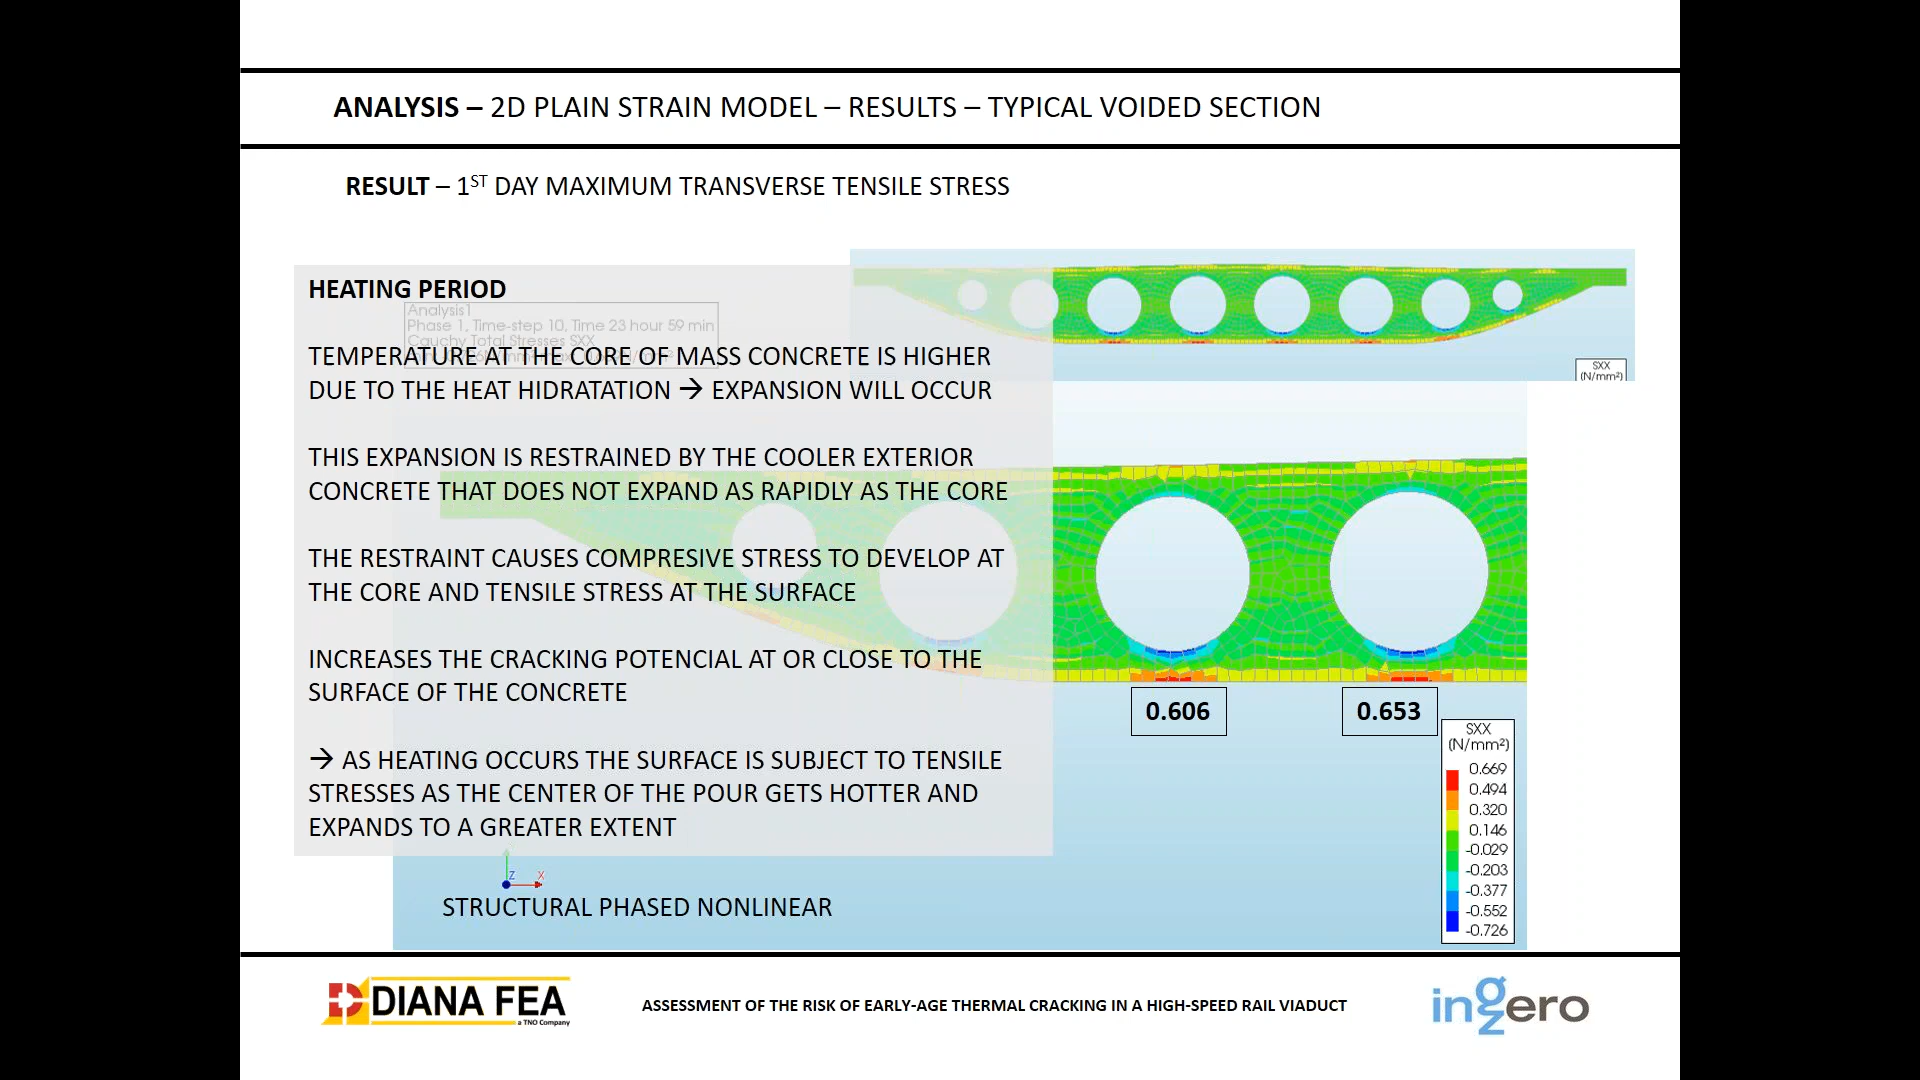 ANALYSIS – 2D PLAIN STRAIN MODEL – RESULTS – TYPICAL VOIDED SECTION
RESULT – 1ST DAY MAXIMUM TRANSVERSE TENSILE STRESS
HEATING PERIOD
Analysis1
Phase 1, Time-step 10, Time 23 hour 59 min
Cauchy Total Stresses SXX
TEMPERATURE AT THE CORE OF MASS CONCRETE IS HIGHER
DUE TO THE HEAT HIDRATATION → EXPANSION WILL OCCUR
THIS EXPANSION IS RESTRAINED BY THE COOLER EXTERIOR
CONCRETE THAT DOES NOT EXPAND AS RAPIDLY AS THE CORE
THE RESTRAINT CAUSES COMPRESIVE STRESS TO DEVELOP AT
THE CORE AND TENSILE STRESS AT THE SURFACE
INCREASES THE CRACKING POTENCIAL AT OR CLOSE TO THE
SURFACE OF THE CONCRETE
→ AS HEATING OCCURS THE SURFACE IS SUBJECT TO TENSILE
STRESSES AS THE CENTER OF THE POUR GETS HOTTER AND
EXPANDS TO A GREATER EXTENT
SXX
(N/mm²)
0.606
0.653
SXX
(N/mm²)
0.669
0.494
0.320
0.146
-0.029
-0.203
-0.377
-0.552
-0.726
Z
X
STRUCTURAL PHASED NONLINEAR
DIANA FEA
a TNO Company
ASSESSMENT OF THE RISK OF EARLY-AGE THERMAL CRACKING IN A HIGH-SPEED RAIL VIADUCT
ingzero